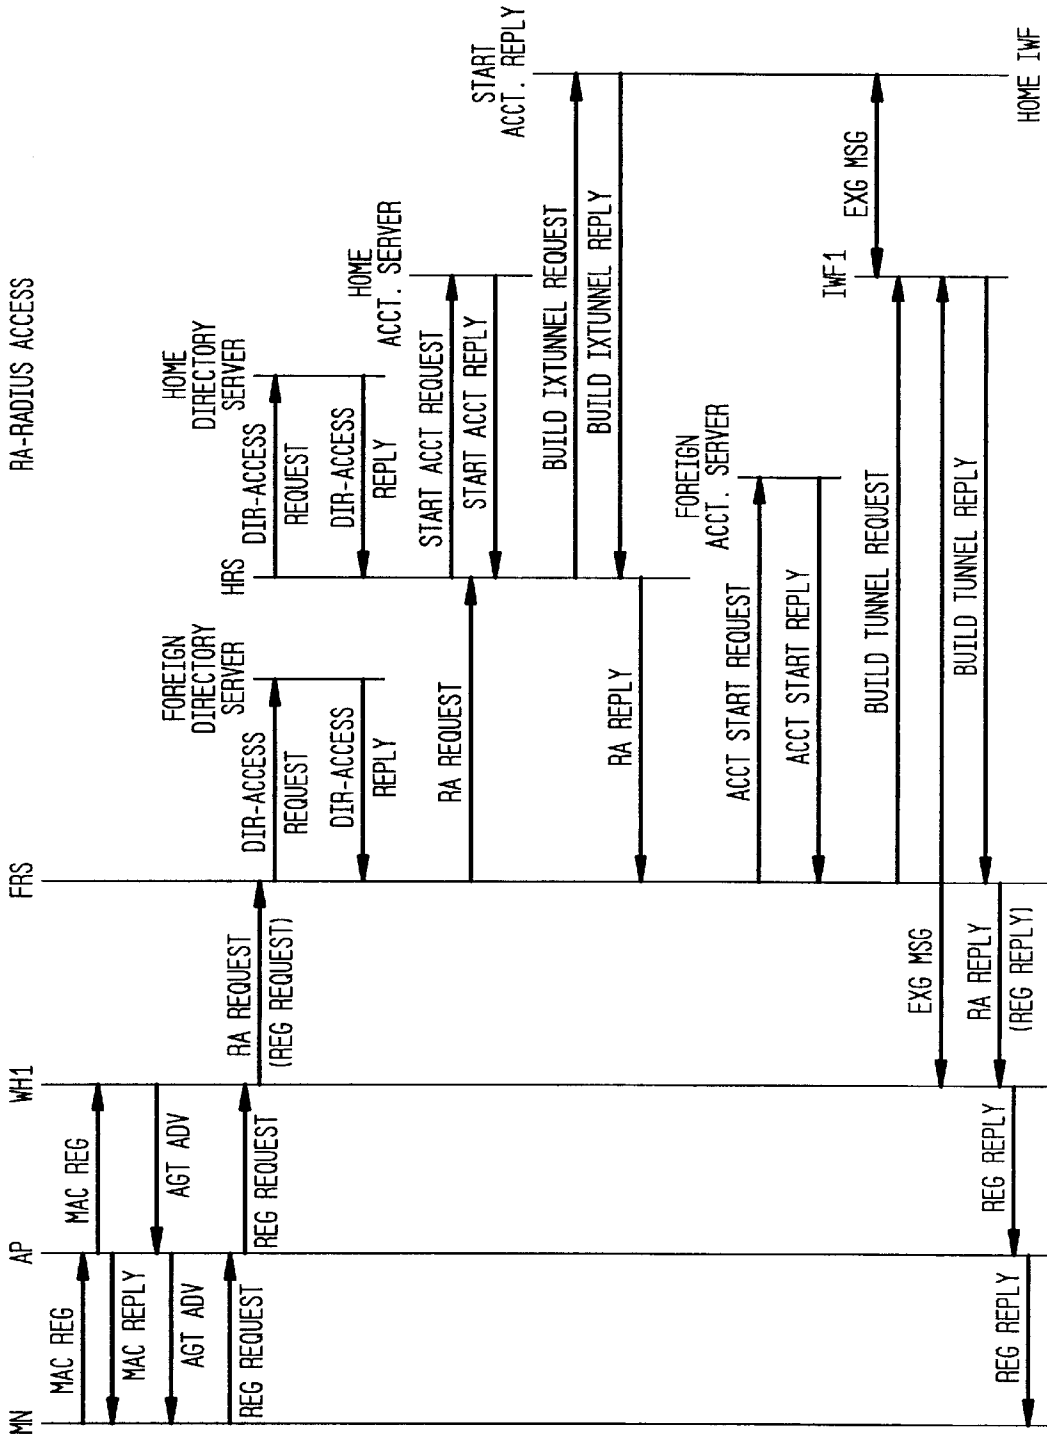 RA-RADIUS ACCESS
MN
AP
WH1
FRS
FOREIGN
DIRECTORY
SERVER
HRS
HOME
DIRECTORY
SERVER
HOME
ACCT. SERVER
START
ACCT. REPLY
MAC REG
MAC REG
MAC REPLY
AGT ADV
AGT ADV
REG REQUEST
REG REQUEST
RA REQUEST
(REG REQUEST)
DIR-ACCESS
REQUEST
DIR-ACCESS
REPLY
DIR-ACCESS
REQUEST
DIR-ACCESS
REPLY
RA REQUEST
START ACCT REQUEST
START ACCT REPLY
BUILD IXTUNNEL REQUEST
BUILD IXTUNNEL REPLY
RA REPLY
FOREIGN
ACCT. SERVER
ACCT START REQUEST
ACCT START REPLY
IWF1
EXG MSG
BUILD TUNNEL REQUEST
EXG MSG
BUILD TUNNEL REPLY
RA REPLY
(REG REPLY)
REG REPLY
REG REPLY
HOME IWF